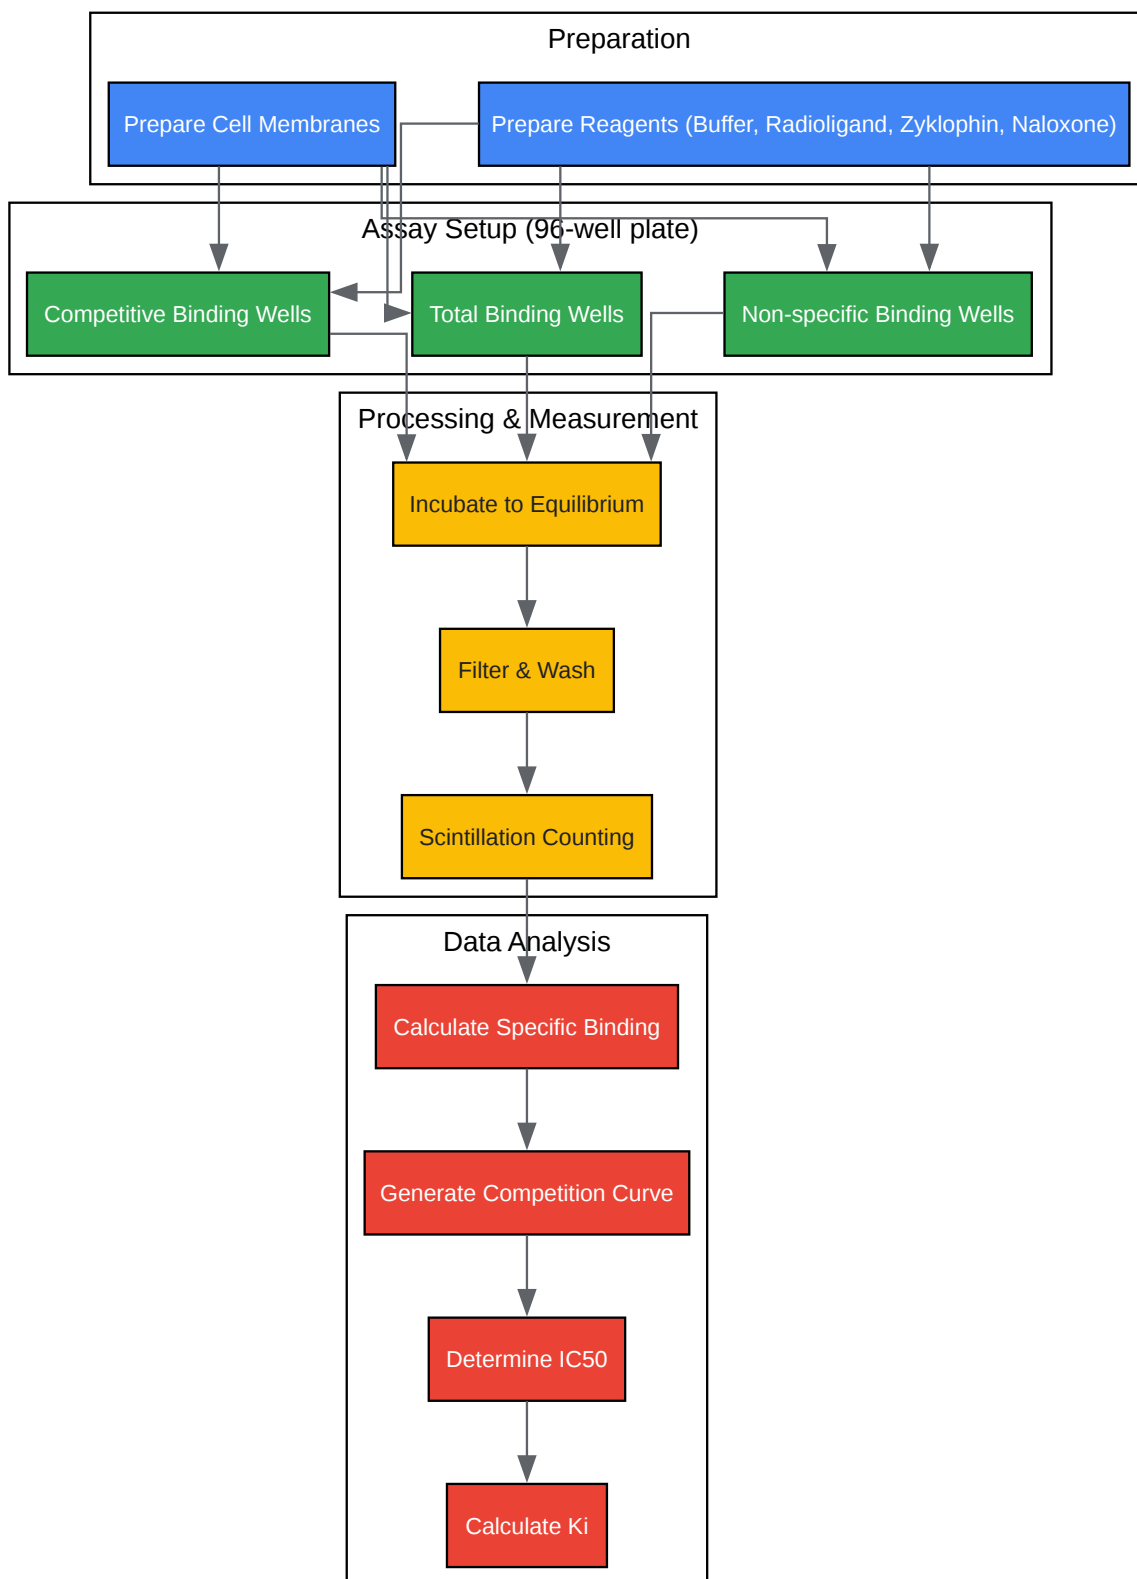 Preparation
Prepare Cell Membranes
Prepare Reagents (Buffer, Radioligand, Zyklophin, Naloxone)
Assay Setup (96-well plate)
Competitive Binding Wells
Total Binding Wells
Non-specific Binding Wells
Processing & Measurement
Incubate to Equilibrium
Filter & Wash
Scintillation Counting
Data Analysis
Calculate Specific Binding
Generate Competition Curve
Determine IC50
Calculate Ki